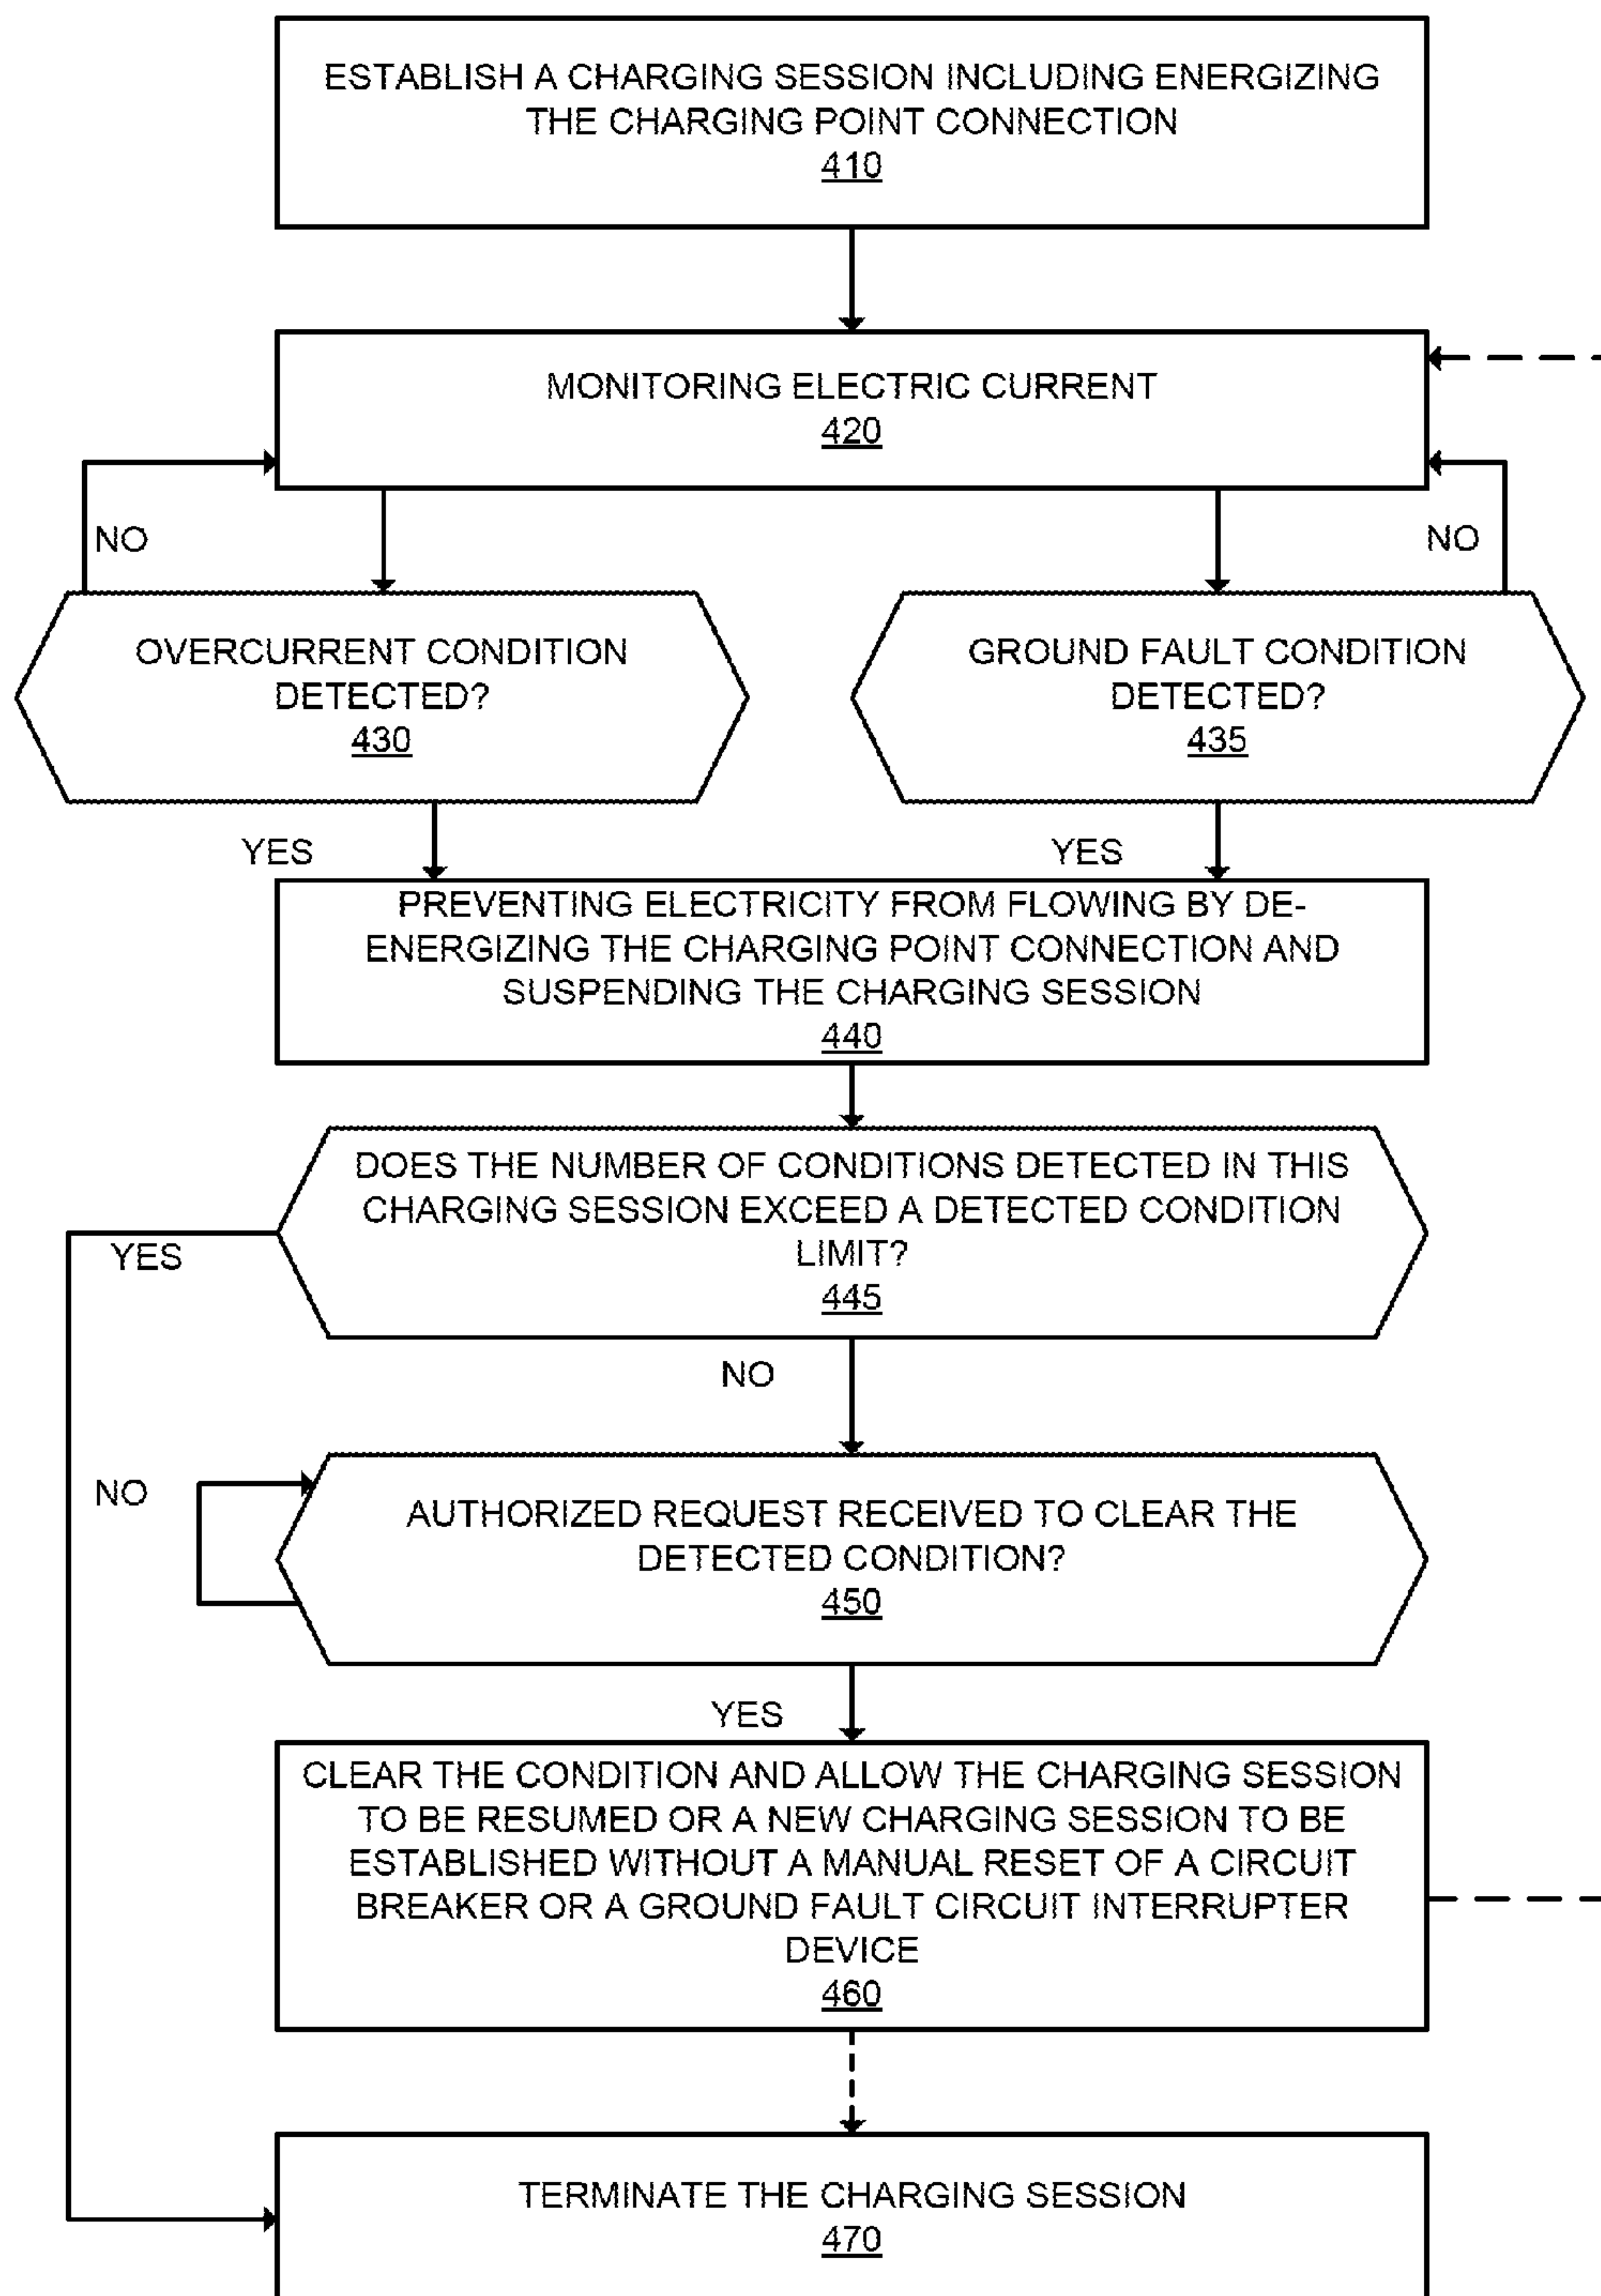 ESTABLISH A CHARGING SESSION INCLUDING ENERGIZING
THE CHARGING POINT CONNECTION
410
MONITORING ELECTRIC CURRENT
420
NO
NO
OVERCURRENT CONDITION
DETECTED?
430
GROUND FAULT CONDITION
DETECTED?
435
YES
YES
PREVENTING ELECTRICITY FROM FLOWING BY DE-
ENERGIZING THE CHARGING POINT CONNECTION AND
SUSPENDING THE CHARGING SESSION
440
DOES THE NUMBER OF CONDITIONS DETECTED IN THIS
CHARGING SESSION EXCEED A DETECTED CONDITION
LIMIT?
445
YES
NO
NO
AUTHORIZED REQUEST RECEIVED TO CLEAR THE
DETECTED CONDITION?
450
YES
CLEAR THE CONDITION AND ALLOW THE CHARGING SESSION
TO BE RESUMED OR A NEW CHARGING SESSION TO BE
ESTABLISHED WITHOUT A MANUAL RESET OF A CIRCUIT
BREAKER OR A GROUND FAULT CIRCUIT INTERRUPTER
DEVICE
460
TERMINATE THE CHARGING SESSION
470